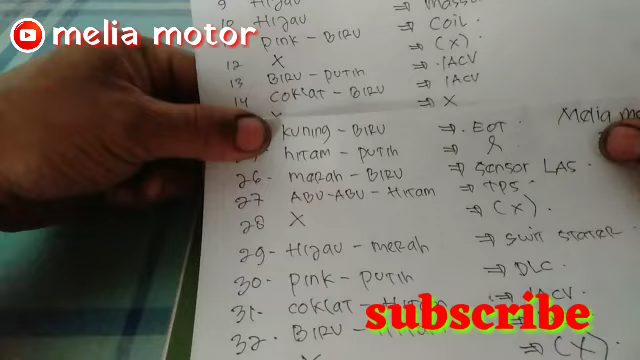 melia motor
9 Hijau ⇒ massa
10 Hijau ⇒ Coil.
Pink - BIRU ⇒ (X)
12 X ⇒ IACV
13 BIRU - PUTIH ⇒ IACV
14 COKLAT - BIRU ⇒ X
Melia mo
kuning - BIRU ⇒ EOT.
hitam - PUTIH ⇒
26. merah - BIRU ⇒ Sensor LAS.
27 ABU-ABU - HITAM ⇒ TPS.
28 X ⇒ (X).
29- HIJAU - merah ⇒ SWIT STATER.
30. PINK - PUTIH ⇒ DLC.
31. COKLAT - ⇒ IACV
32. BIRU -
⇒ (X).
subscribe